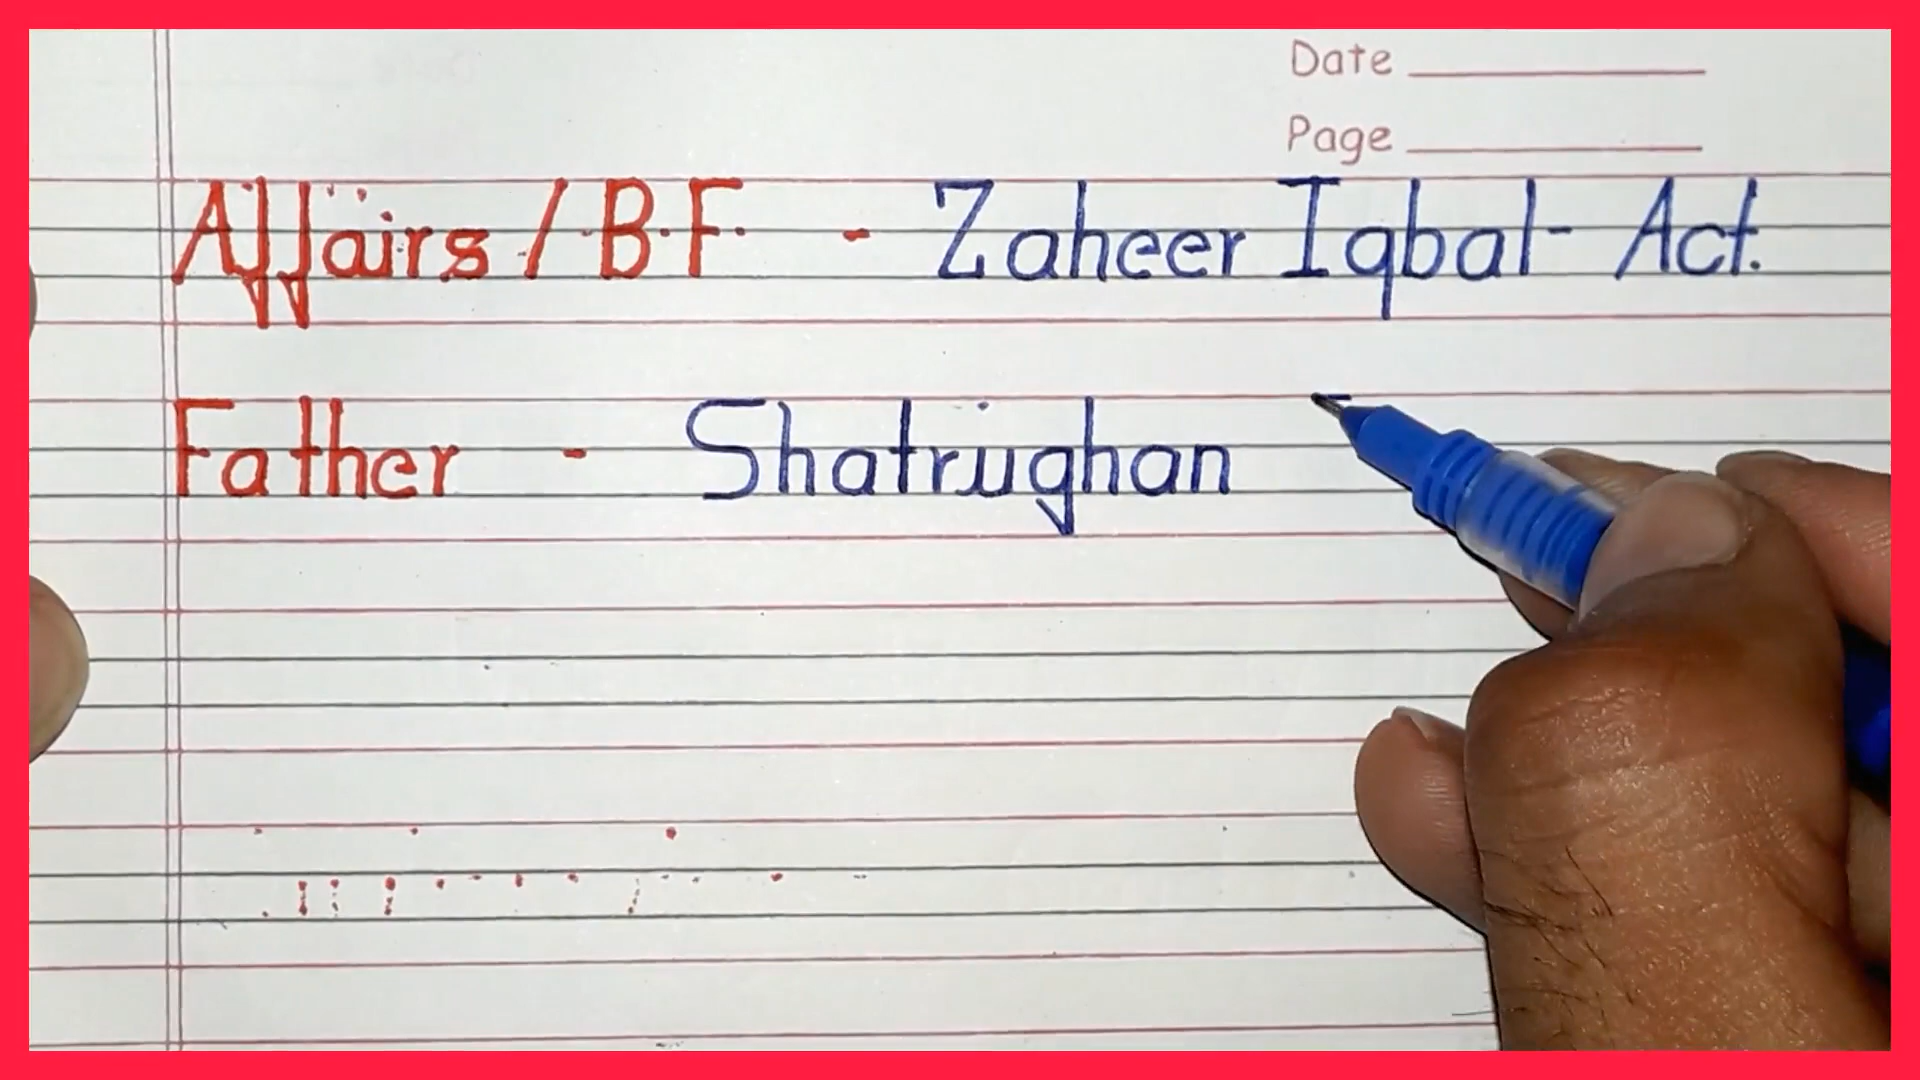 Date
Page
Affairs / B.F. - Zaheer Iqbal - Act.
Father - Shatrughan